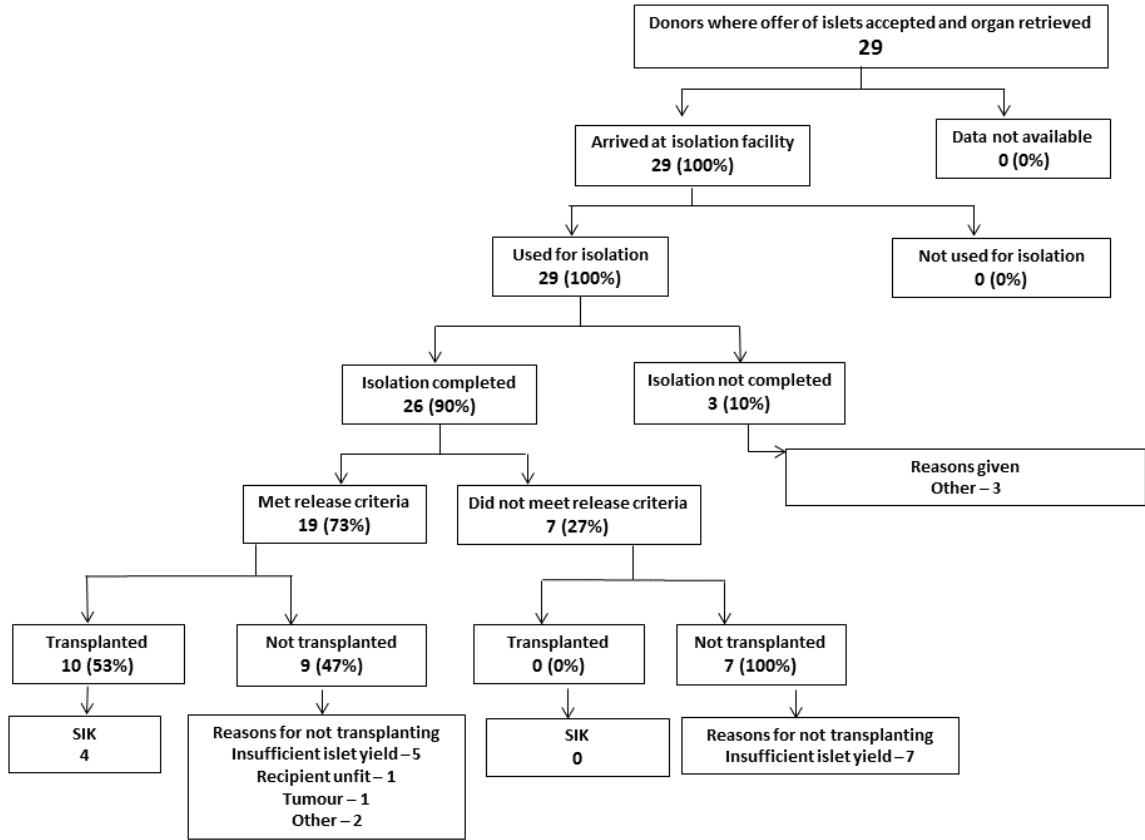 Donors where offer of islets accepted and organ retrieved
29
Arrived at isolation facility
29 (100%)
Data not available
0 (0%)
Used for isolation
29 (100%)
Not used for isolation
0 (0%)
Isolation completed
26 (90%)
Isolation not completed
3 (10%)
Reasons given
Other – 3
Met release criteria
19 (73%)
Did not meet release criteria
7 (27%)
Transplanted
10 (53%)
Not transplanted
9 (47%)
Transplanted
0 (0%)
Not transplanted
7 (100%)
SIK
4
Reasons for not transplanting
Insufficient islet yield – 5
Recipient unfit – 1
Tumour – 1
Other – 2
SIK
0
Reasons for not transplanting
Insufficient islet yield – 7